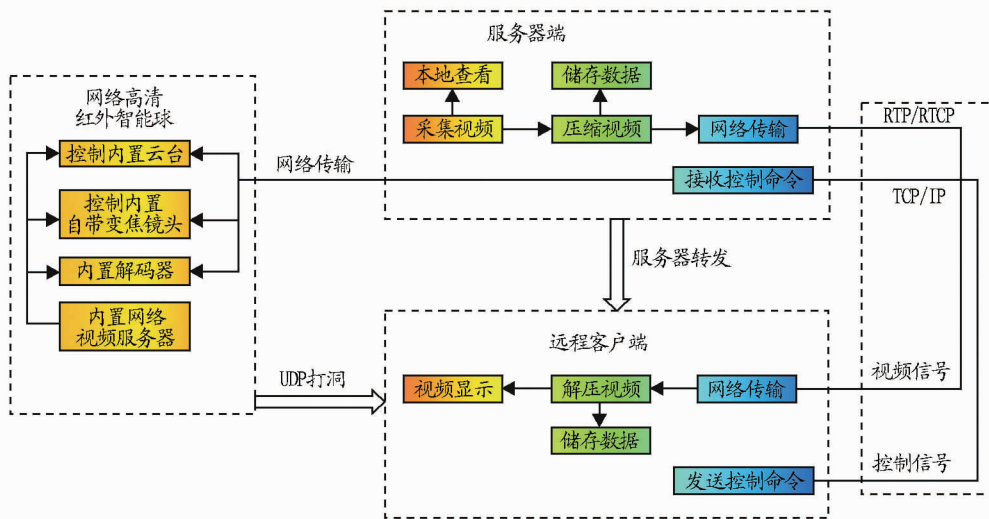 服务器端
本地查看
储存数据
采集视频
压缩视频
网络传输
接收控制命令
RTP/RTCP
TCP/IP
网络高清
红外智能球
控制内置云台
控制内置
自带变焦镜头
内置解码器
内置网络
视频服务器
网络传输
服务器转发
UDP打洞
远程客户端
视频显示
解压视频
网络传输
储存数据
发送控制命令
视频信号
控制信号